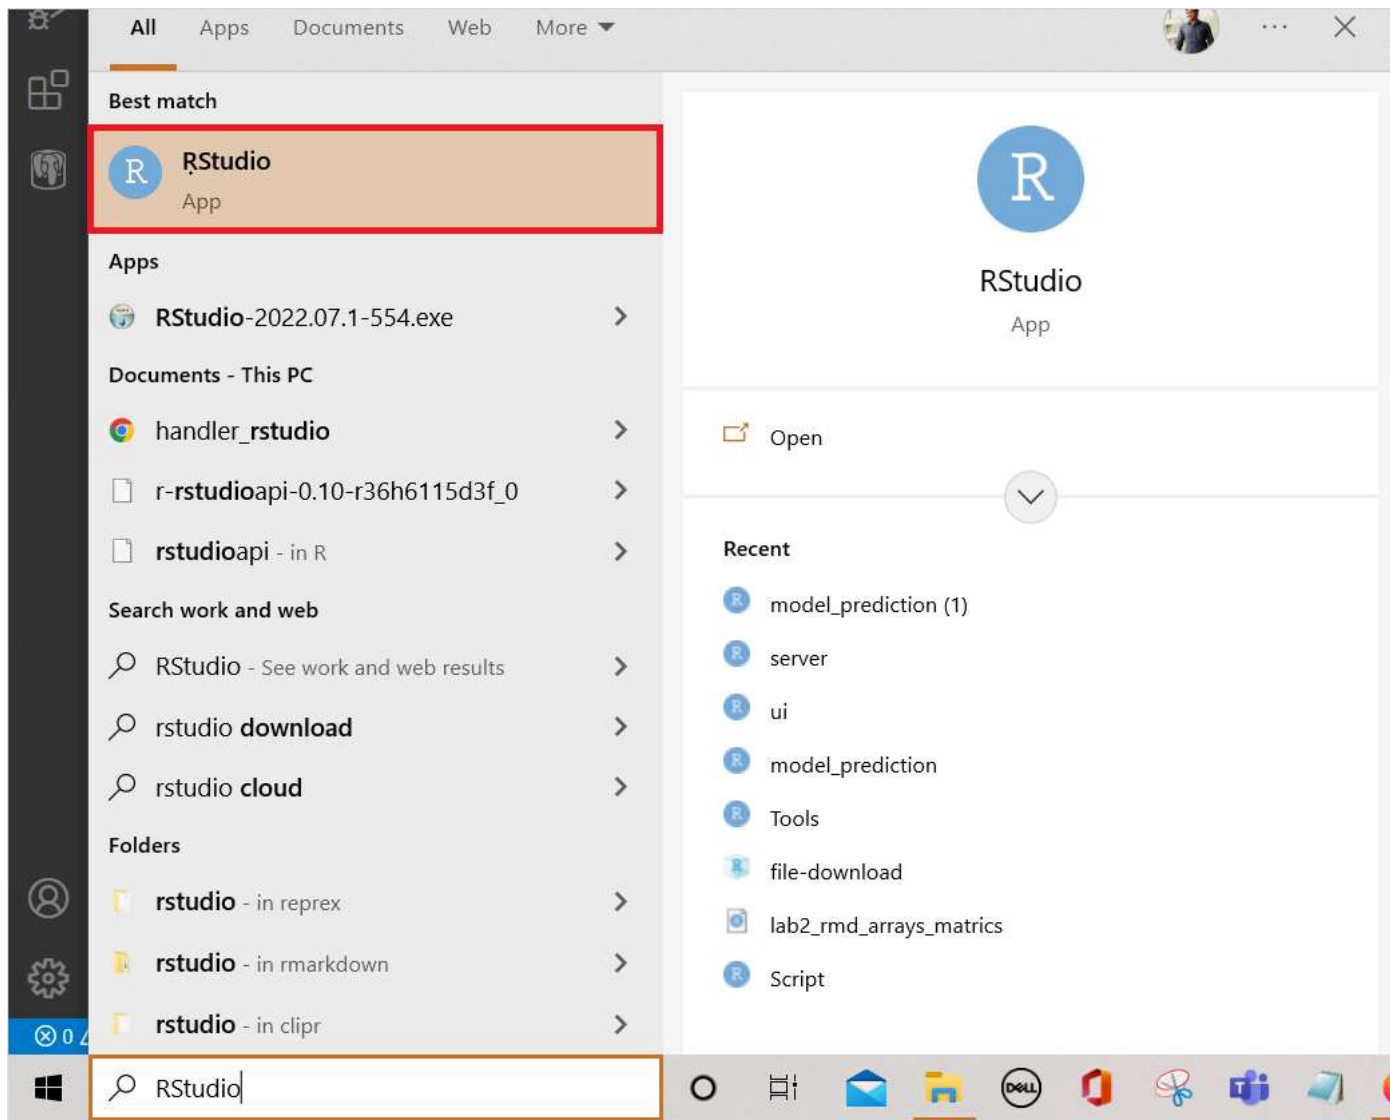 All Apps Documents Web More
Best match
RStudio
App
Apps
RStudio-2022.07.1-554.exe
Documents - This PC
handler_rstudio
r-rstudioapi-0.10-r36h6115d3f_0
rstudioapi - in R
Search work and web
RStudio - See work and web results
rstudio download
rstudio cloud
Folders
rstudio - in reprex
rstudio - in rmarkdown
rstudio - in clipr
R
RStudio
App
Open
Recent
model_prediction (1)
server
ui
model_prediction
Tools
file-download
lab2_rmd_arrays_matrics
Script
0
RStudio
DELL